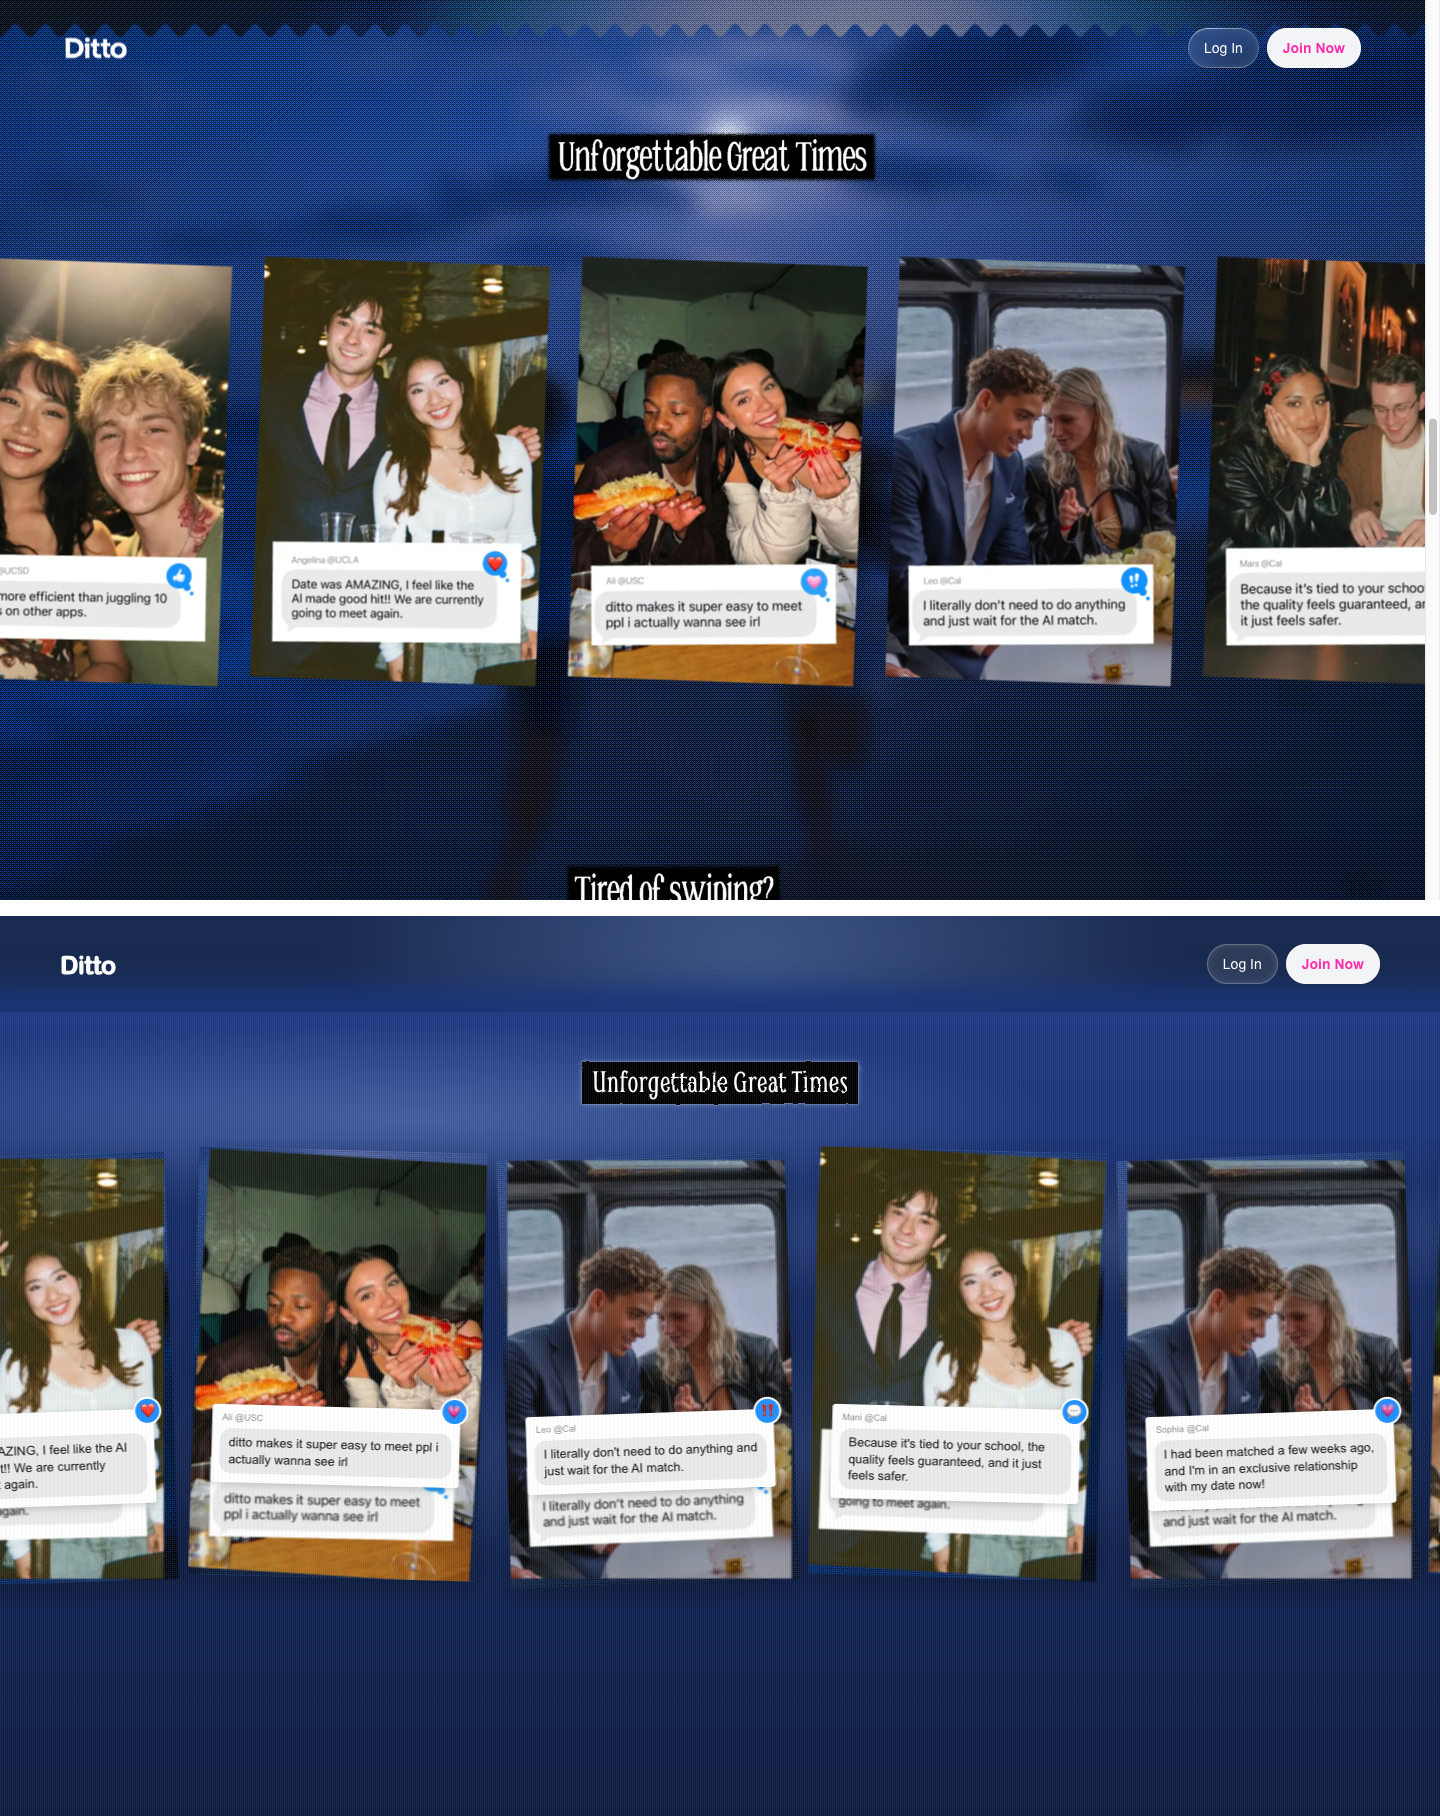 Ditto
Log In
Join Now
Unforgettable Great Times
@UCSD
more efficient than juggling 10
s on other apps.
Angelina @UCLA
Date was AMAZING, I feel like the
AI made good hit!! We are currently
going to meet again.
Ali @USC
ditto makes it super easy to meet
ppl i actually wanna see irl
Leo @Cal
I literally don't need to do anything
and just wait for the AI match.
Mars @Cal
Because it's tied to your school
the quality feels guaranteed, an
it just feels safer.
Tired of swiping?
Ditto
Log In
Join Now
Unforgettable Great Times
AZING, I feel like the AI
t!! We are currently
again.
again.
Ali @USC
ditto makes it super easy to meet ppl i
actually wanna see irl
ditto makes it super easy to meet
ppl i actually wanna see irl
Leo @Cal
I literally don't need to do anything and
just wait for the AI match.
I literally don't need to do anything
and just wait for the AI match.
Mani @Cal
Because it's tied to your school, the
quality feels guaranteed, and it just
feels safer.
going to meet again.
Sophia @Cal
I had been matched a few weeks ago,
and I'm in an exclusive relationship
with my date now!
and just wait for the AI match.